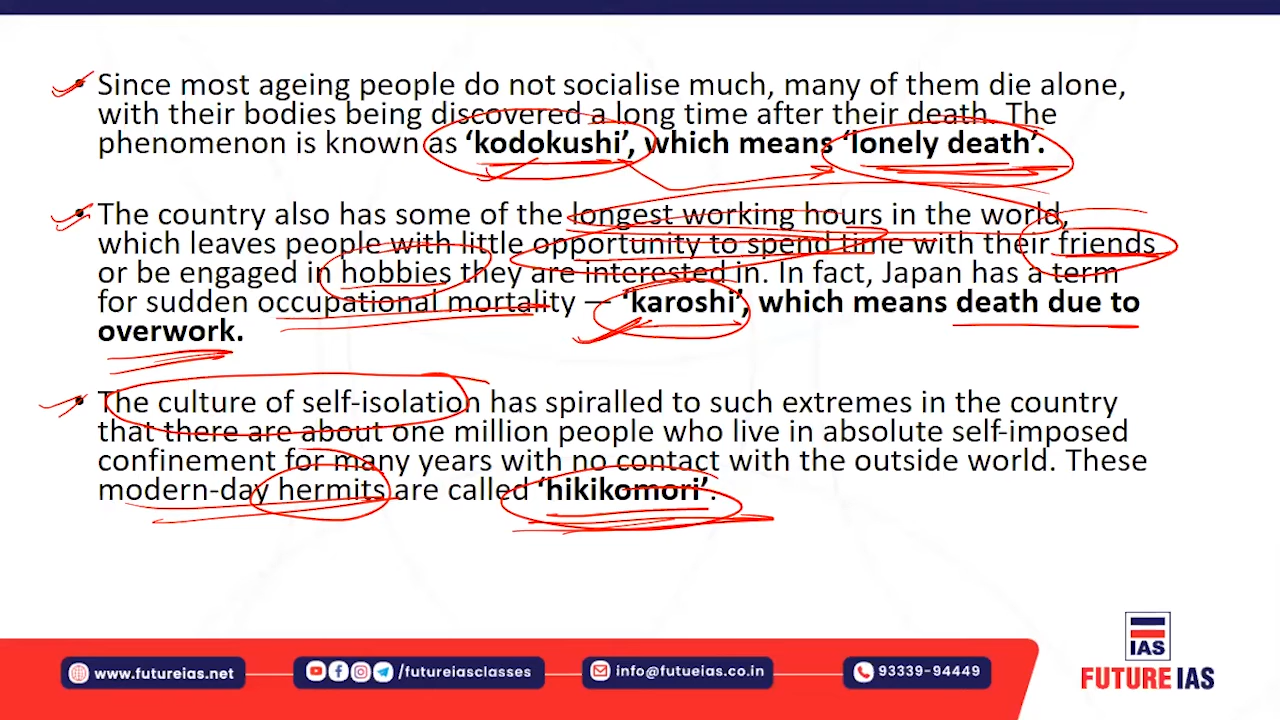 Since most ageing people do not socialise much, many of them die alone,
with their bodies being discovered a long time after their death. The
phenomenon is known as ‘kodokushi’, which means ‘lonely death’.
The country also has some of the longest working hours in the world,
which leaves people with little opportunity to spend time with their friends
or be engaged in hobbies they are interested in. In fact, Japan has a term
for sudden occupational mortality — ‘karoshi’, which means death due to
overwork.
The culture of self-isolation has spiralled to such extremes in the country
that there are about one million people who live in absolute self-imposed
confinement for many years with no contact with the outside world. These
modern-day hermits are called ‘hikikomori’.
IAS
www.futureias.net
/futureiasclasses
info@futueias.co.in
93339-94449
FUTURE IAS